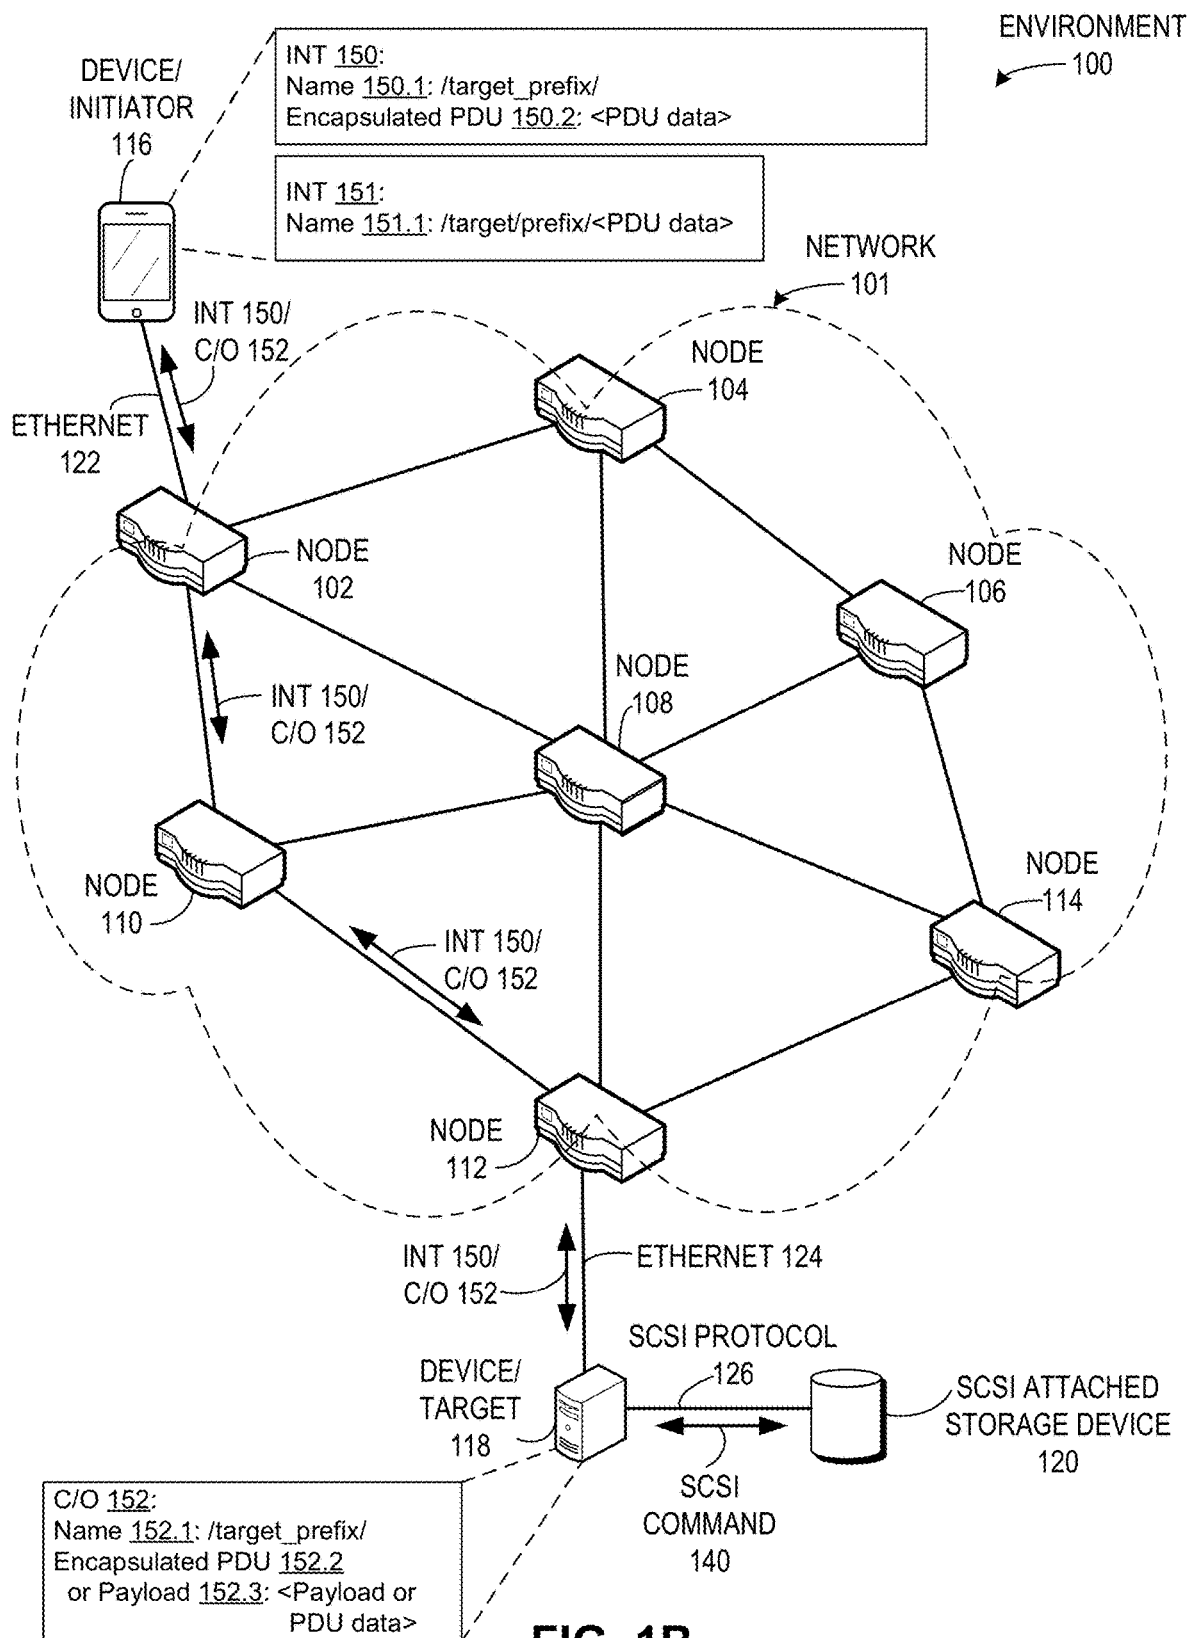 ENVIRONMENT
100
DEVICE/
INITIATOR
116
INT 150:
Name 150.1: /target_prefix/
Encapsulated PDU 150.2: <PDU data>
INT 151:
Name 151.1: /target/prefix/<PDU data>
NETWORK
101
INT 150/
C/O 152
ETHERNET
122
NODE
104
NODE
102
NODE
106
NODE
108
INT 150/
C/O 152
NODE
110
NODE
114
INT 150/
C/O 152
NODE
112
INT 150/
C/O 152
ETHERNET 124
SCSI PROTOCOL
126
DEVICE/
TARGET
118
SCSI ATTACHED
STORAGE DEVICE
120
SCSI
COMMAND
140
C/O 152:
Name 152.1: /target_prefix/
Encapsulated PDU 152.2
or Payload 152.3: <Payload or
PDU data>
FIG. 1B